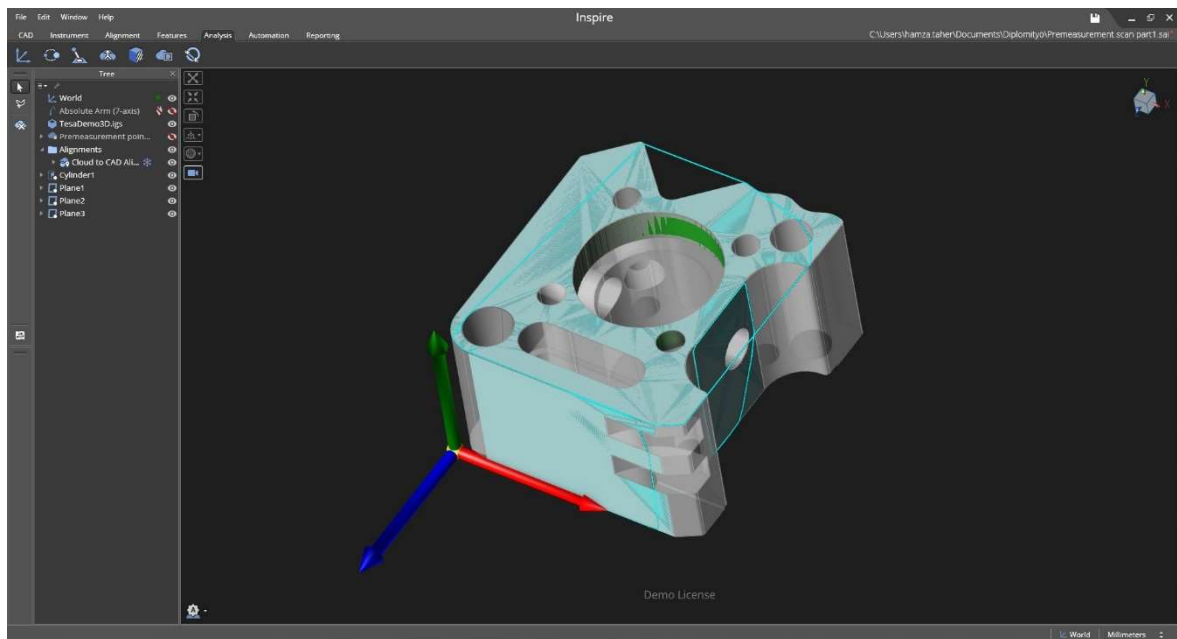 File Edit Window Help
Inspire
CAD Instrument Alignment Features Analysis Automation Reporting
C:\Users\hamza.taher\Documents\Diplomityö\Premeasurement scan part1.sai*
Tree
World
Absolute Arm (7-axis)
TesaDemo3D.igs
Premeasurement poin...
Alignments
Cloud to CAD Ali...
Cylinder1
Plane1
Plane2
Plane3
Y
X
Demo License
World Millimeters